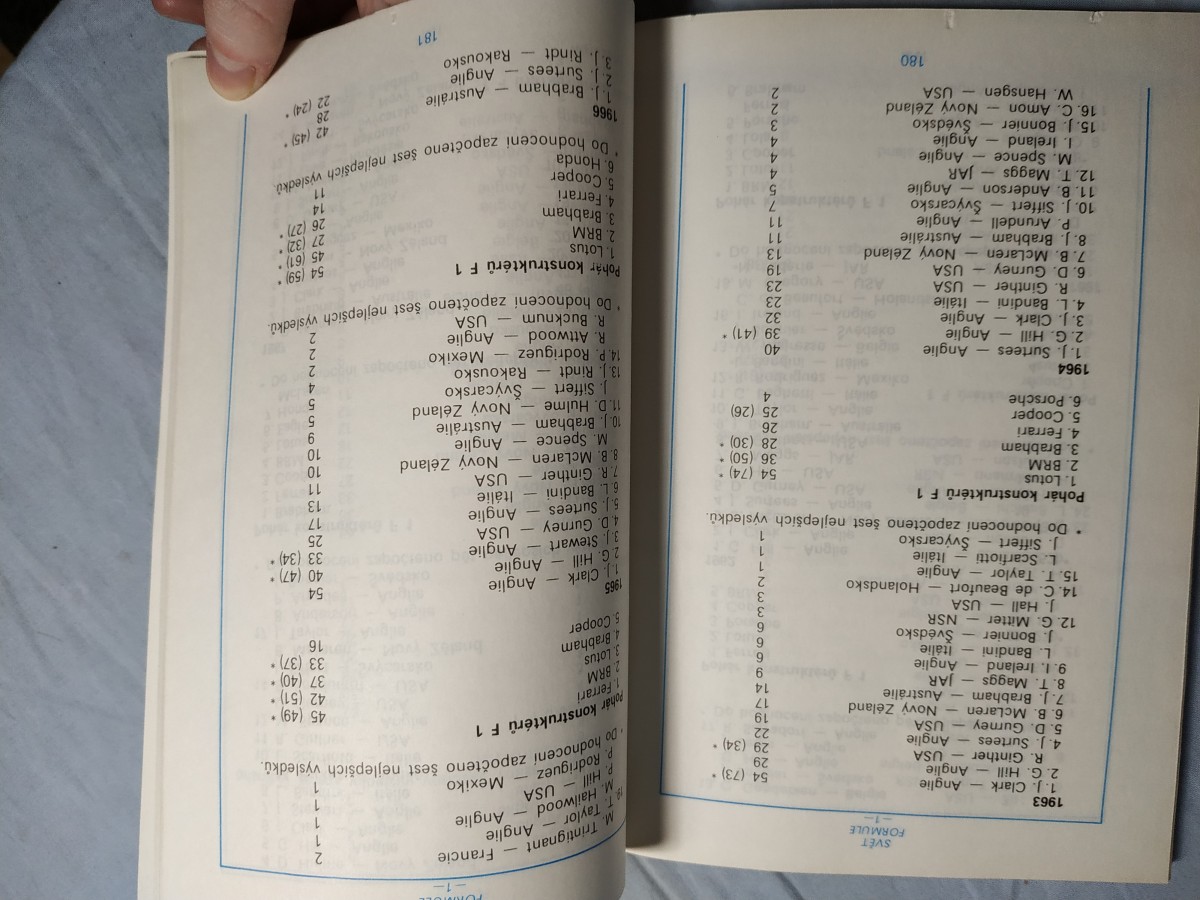 SVĚT
FORMULE
—1—
1963
1. J. Clark — Anglie 54 (73) *
2. G. Hill — Anglie 29
R. Ginther — USA 29 (34) *
4. J. Surtees — Anglie 22
5. D. Gurney — USA 19
6. B. McLaren — Nový Zéland 17
7. J. Brabham — Austrálie 14
8. T. Maggs — JAR 9
9. I. Ireland — Anglie 6
L. Bandini — Itálie 6
J. Bonnier — Švédsko 6
12. G. Mitter — NSR 3
J. Hall — USA 3
14. C. de Beaufort — Holandsko 2
15. T. Taylor — Anglie 1
L. Scarfiotti — Itálie 1
J. Siffert — Švýcarsko 1
* Do hodnocení započteno šest nejlepších výsledků.
Pohár konstruktérů F 1
1. Lotus 54 (74) *
2. BRM 36 (50) *
3. Brabham 28 (30) *
4. Ferrari 26
5. Cooper 25 (26)
6. Porsche 4
1964
1. J. Surtees — Anglie 40
2. G. Hill — Anglie 39 (41) *
3. J. Clark — Anglie 32
4. L. Bandini — Itálie 23
R. Ginther — USA 23
6. D. Gurney — USA 19
7. B. McLaren — Nový Zéland 13
8. J. Brabham — Austrálie 11
P. Arundell — Anglie 11
10. J. Siffert — Švýcarsko 7
11. B. Anderson — Anglie 5
12. T. Maggs — JAR 4
M. Spence — Anglie 4
I. Ireland — Anglie 4
15. J. Bonnier — Švédsko 3
16. C. Amon — Nový Zéland 2
W. Hansgen — USA 2
180
FORMULE
—1—
M. Trintignant — Francie 2
T. Taylor — Anglie 1
19. M. Hailwood — Anglie 1
P. Hill — USA 1
P. Rodriguez — Mexiko 1
* Do hodnocení započteno šest nejlepších výsledků.
Pohár konstruktérů F 1
1. Ferrari 45 (49) *
2. BRM 42 (51) *
3. Lotus 37 (40) *
4. Brabham 33 (37) *
5. Cooper 16
1965
1. J. Clark — Anglie 54
2. G. Hill — Anglie 40 (47) *
3. J. Stewart — Anglie 33 (34) *
4. D. Gurney — USA 25
5. J. Surtees — Anglie 17
6. L. Bandini — Itálie 13
7. R. Ginther — USA 11
8. B. McLaren — Nový Zéland 10
M. Spence — Anglie 10
10. J. Brabham — Austrálie 9
11. D. Hulme — Nový Zéland 5
J. Siffert — Švýcarsko 5
13. J. Rindt — Rakousko 4
14. P. Rodriguez — Mexiko 2
R. Attwood — Anglie 2
R. Bucknum — USA 2
* Do hodnocení započteno šest nejlepších výsledků.
Pohár konstruktérů F 1
1. Lotus 54 (59) *
2. BRM 45 (61) *
3. Brabham 27 (32) *
4. Ferrari 26 (27) *
5. Cooper 14
6. Honda 11
* Do hodnocení započteno šest nejlepších výsledků.
1966
1. J. Brabham — Austrálie 42 (45) *
2. J. Surtees — Anglie 28
3. J. Rindt — Rakousko 22 (24) *
181